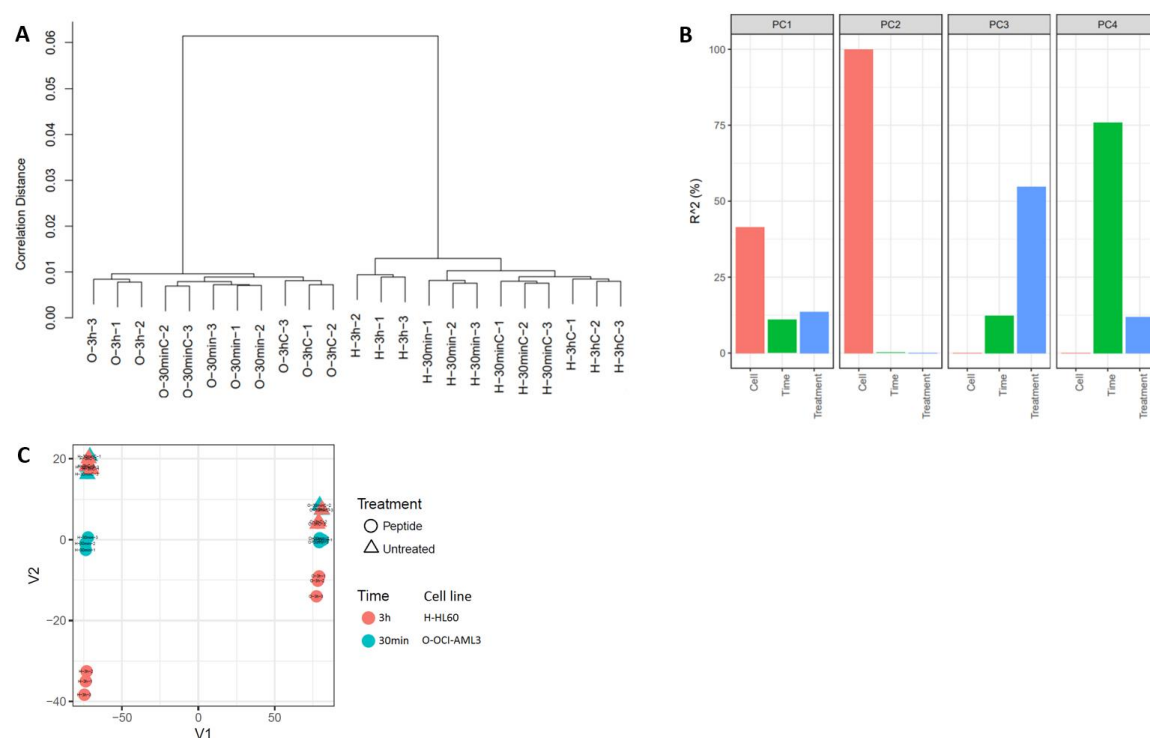 A
Correlation Distance
0.06
0.05
0.04
0.03
0.02
0.01
0.00
O-3h-3
O-3h-1
O-3h-2
O-30minC-2
O-30minC-3
O-30min-3
O-30min-1
O-30min-2
O-3hC-3
O-3hC-1
O-3hC-2
H-3h-2
H-3h-1
H-3h-3
H-30min-1
H-30min-2
H-30min-3
H-30minC-1
H-30minC-2
H-30minC-3
H-3hC-1
H-3hC-2
H-3hC-3
B
PC1 PC2 PC3 PC4
R^2 (%)
100
75
50
25
0
Cell Time Treatment Cell Time Treatment Cell Time Treatment Cell Time Treatment
C
V2
20
0
−20
−40
−50 0 50
V1
Treatment
Peptide
Untreated
Time Cell line
3h H-HL60
30min O-OCI-AML3